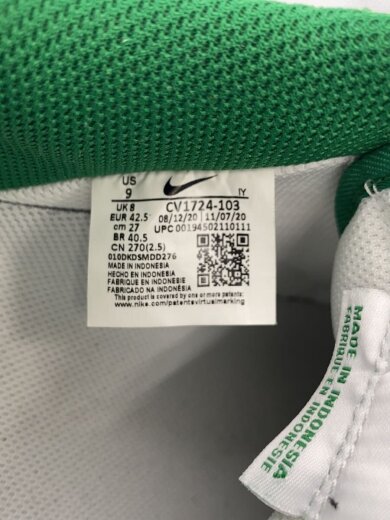 US
9
IY
UK 8
CV1724-103
EUR 42.5
08/12/20 11/07/20
cm 27
UPC 00194502110111
BR 40.5
CN 270(2.5)
010DKDSMDD276
MADE IN INDONESIA
HECHO EN INDONESIA
FABRIQUE EN INDONESIE
FABRICADO NA INDONÉSIA
This product is covered by one or more patents:
www.nike.com/patentsvirtualmarking
MADE IN INDONESIA
FABRIQUE EN INDONESIE